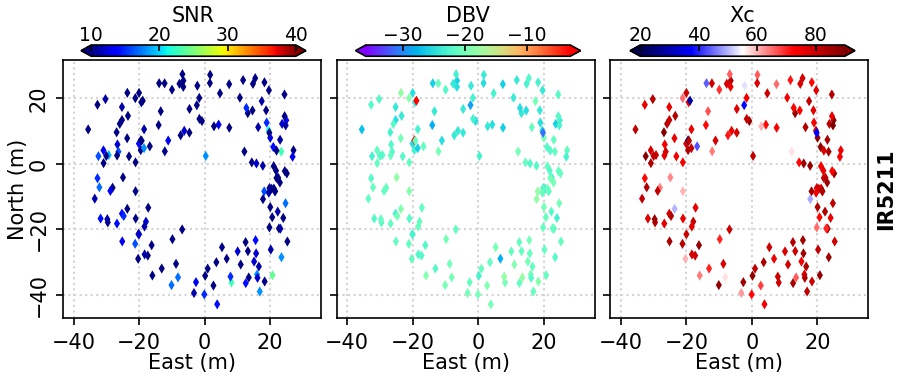 SNR DBV Xc
10 20 30 40 −30 −20 −10 20 40 60 80
20
0
−20
−40
North (m)
−40 −20 0 20 −40 −20 0 20 −40 −20 0 20
East (m) East (m) East (m)
IR5211